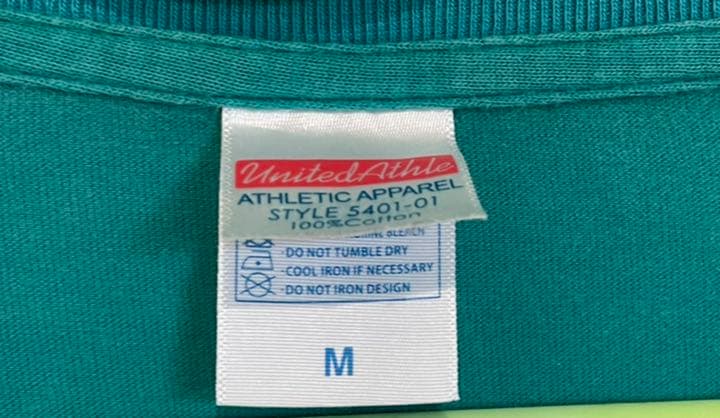 UnitedAthle
ATHLETIC APPAREL
STYLE 5401-01
100%Cotton
BLEACH
·DO NOT TUMBLE DRY
·COOL IRON IF NECESSARY
·DO NOT IRON DESIGN
M